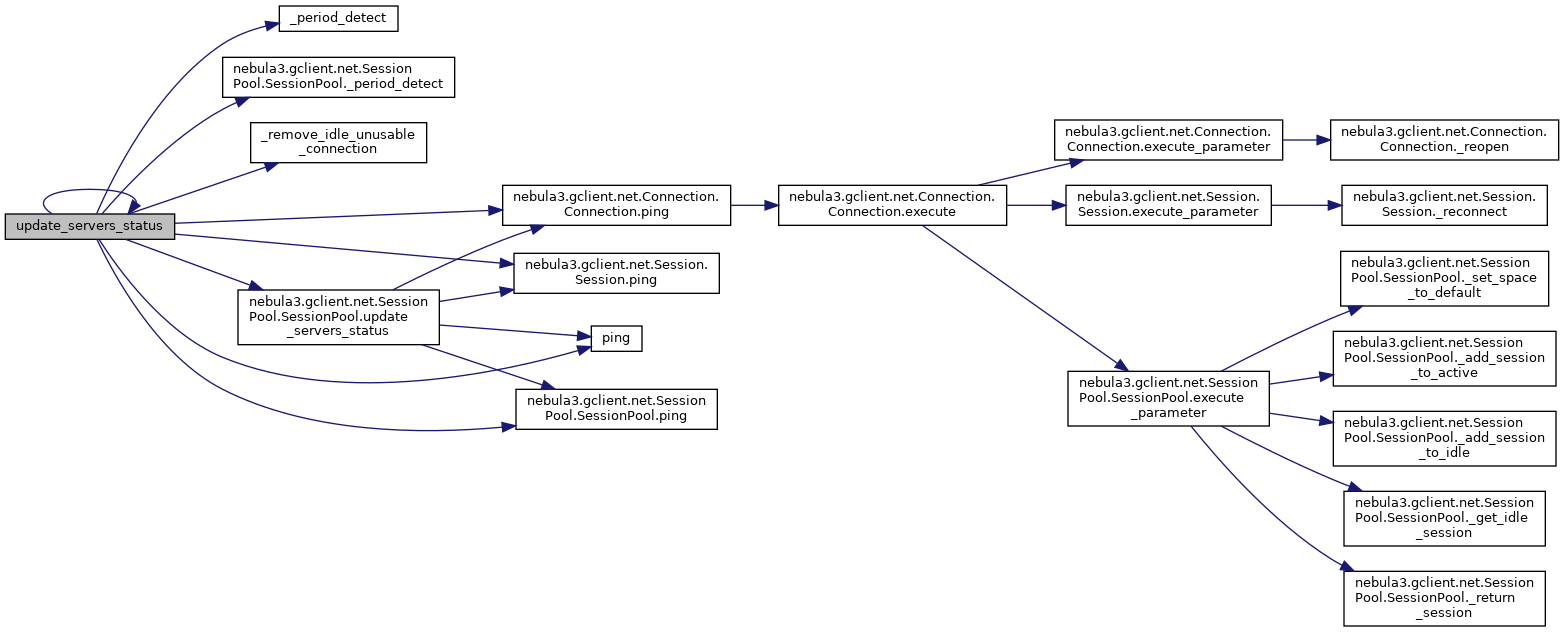 _period_detect
nebula3.gclient.net.Session
Pool.SessionPool._period_detect
_remove_idle_unusable
_connection
update_servers_status
nebula3.gclient.net.Connection.
Connection.ping
nebula3.gclient.net.Session.
Session.ping
nebula3.gclient.net.Session
Pool.SessionPool.update
_servers_status
ping
nebula3.gclient.net.Session
Pool.SessionPool.ping
nebula3.gclient.net.Connection.
Connection.execute
nebula3.gclient.net.Connection.
Connection.execute_parameter
nebula3.gclient.net.Session.
Session.execute_parameter
nebula3.gclient.net.Session
Pool.SessionPool.execute
_parameter
nebula3.gclient.net.Connection.
Connection._reopen
nebula3.gclient.net.Session.
Session._reconnect
nebula3.gclient.net.Session
Pool.SessionPool._set_space
_to_default
nebula3.gclient.net.Session
Pool.SessionPool._add_session
_to_active
nebula3.gclient.net.Session
Pool.SessionPool._add_session
_to_idle
nebula3.gclient.net.Session
Pool.SessionPool._get_idle
_session
nebula3.gclient.net.Session
Pool.SessionPool._return
_session